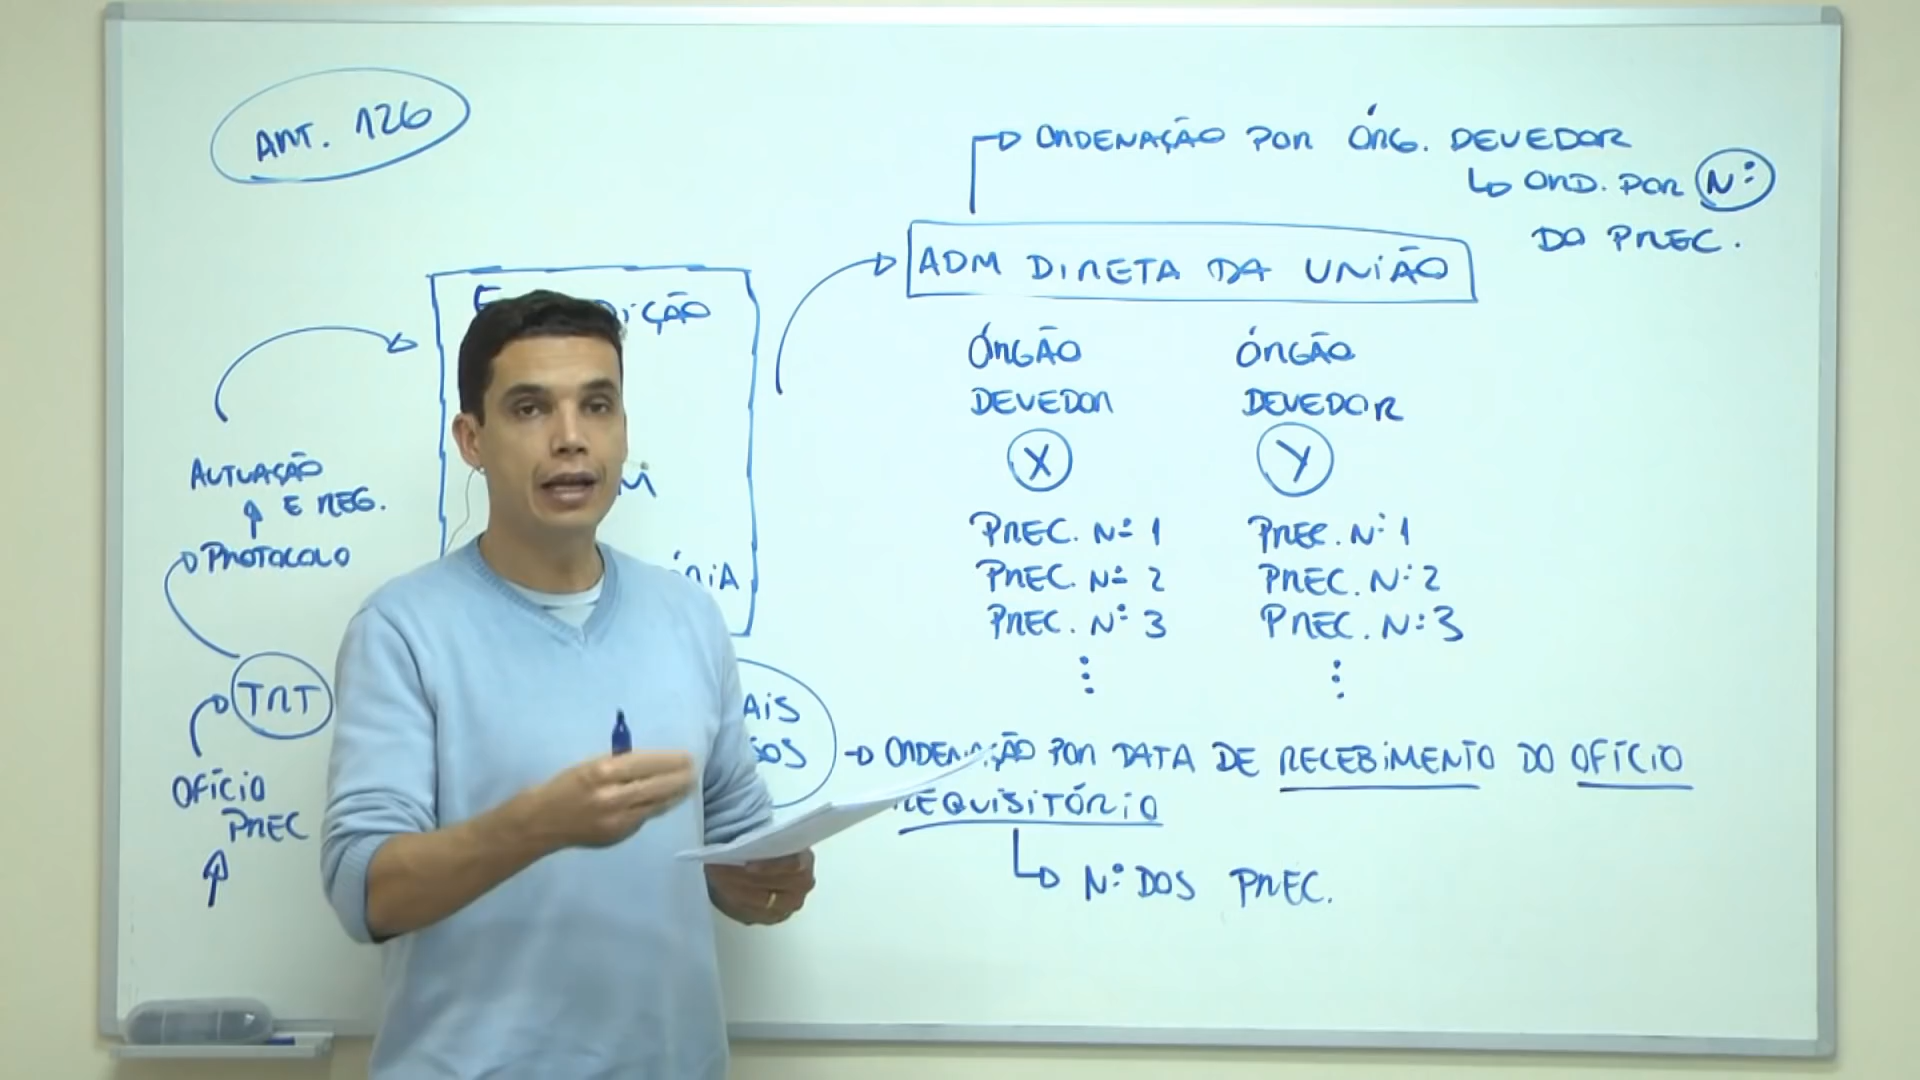 ART. 126
ORDENAÇÃO POR ÓRG. DEVEDOR
ORD. POR Nº
DO PREC.
ADM DIRETA DA UNIÃO
ÓRGÃO
DEVEDOR
X
PREC. Nº 1
PREC. Nº 2
PREC. Nº 3
ÓRGÃO
DEVEDOR
Y
PREC. Nº 1
PREC. Nº 2
PREC. Nº 3
AUTUAÇÃO
E REG.
PROTOCOLO
TRT
OFÍCIO
PREC
ORDENAÇÃO POR DATA DE RECEBIMENTO DO OFÍCIO
REQUISITÓRIO
Nº DOS PREC.